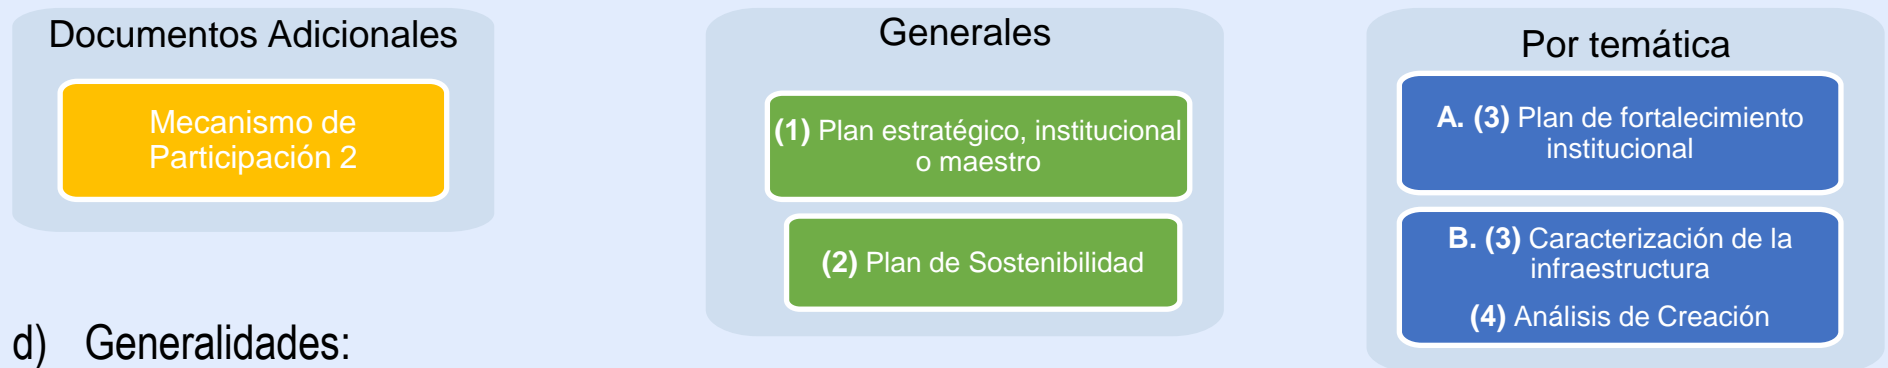 Documentos Adicionales
Mecanismo de
Participación 2
Generales
(1) Plan estratégico, institucional
o maestro
(2) Plan de Sostenibilidad
Por temática
A. (3) Plan de fortalecimiento
institucional
B. (3) Caracterización de la
infraestructura
(4) Análisis de Creación
d) Generalidades: